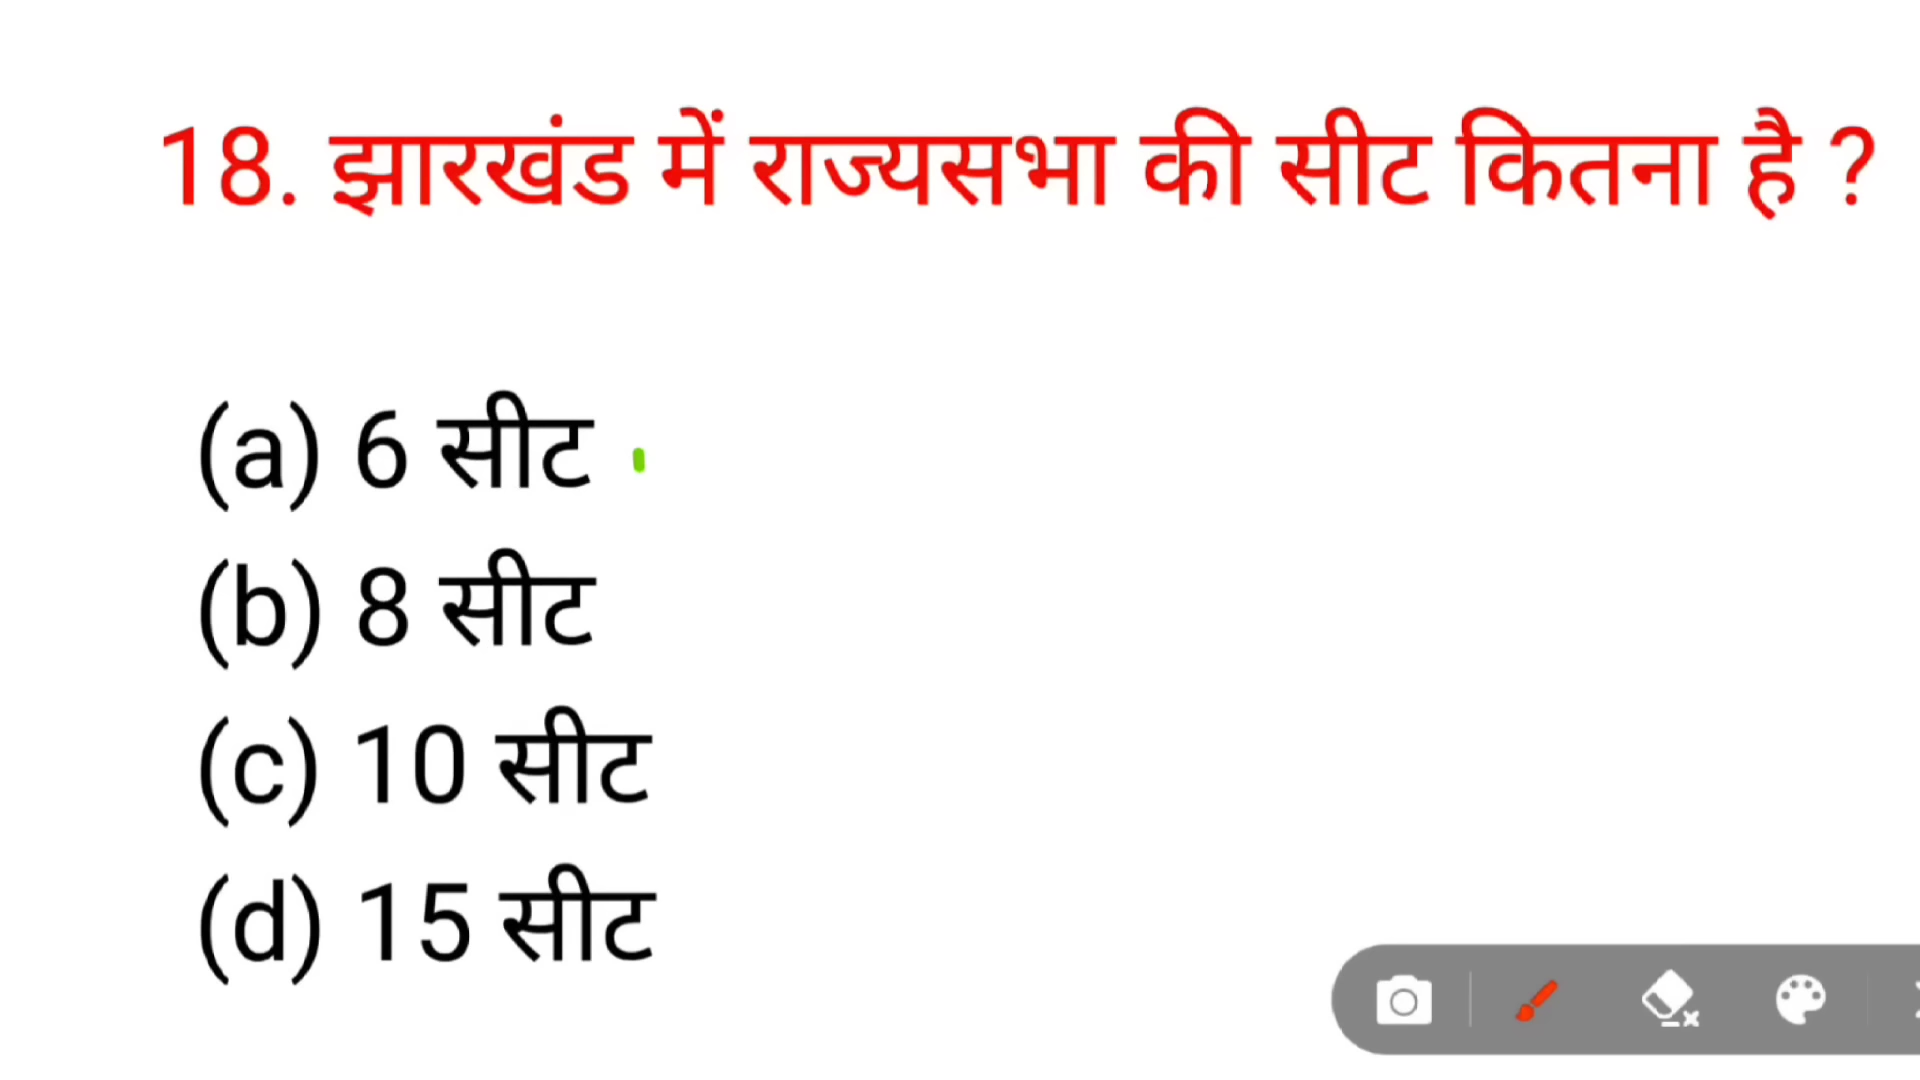 18. झारखंड में राज्यसभा की सीट कितना है ?
(a) 6 सीट
(b) 8 सीट
(c) 10 सीट
(d) 15 सीट